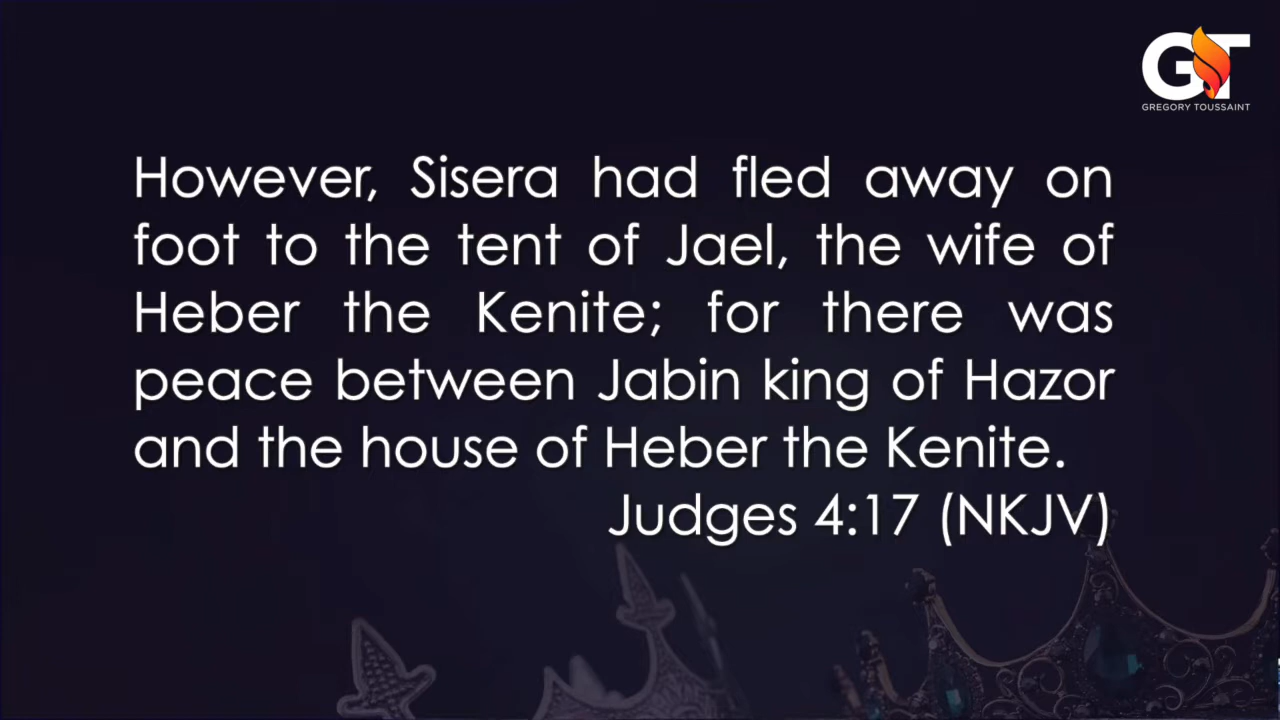 GT
GREGORY TOUSSAINT
However, Sisera had fled away on
foot to the tent of Jael, the wife of
Heber the Kenite; for there was
peace between Jabin king of Hazor
and the house of Heber the Kenite.
Judges 4:17 (NKJV)